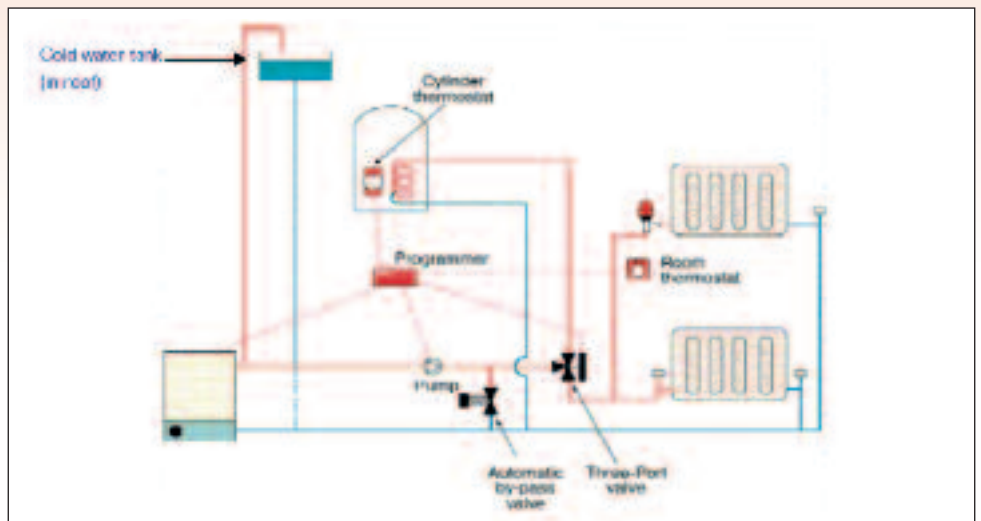 Cold water tank
(in roof)
Cylinder
thermostat
Programmer
Room
thermostat
Pump
Automatic
by-pass
valve
Three-Port
valve